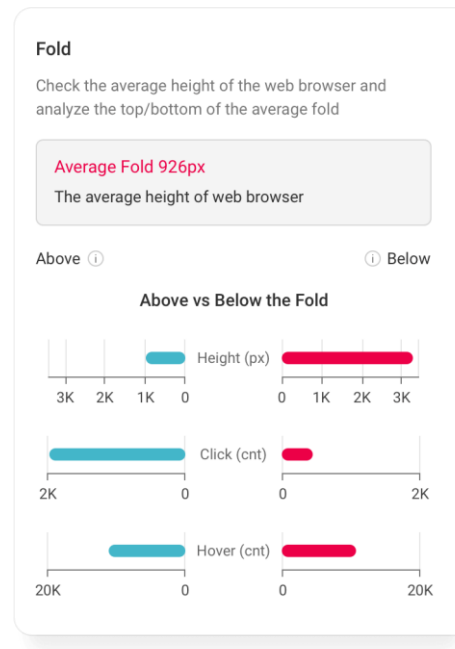 Fold
Check the average height of the web browser and
analyze the top/bottom of the average fold
Average Fold 926px
The average height of web browser
Above Below
Above vs Below the Fold
Height (px)
3K 2K 1K 0 0 1K 2K 3K
Click (cnt)
2K 0 0 2K
Hover (cnt)
20K 0 0 20K